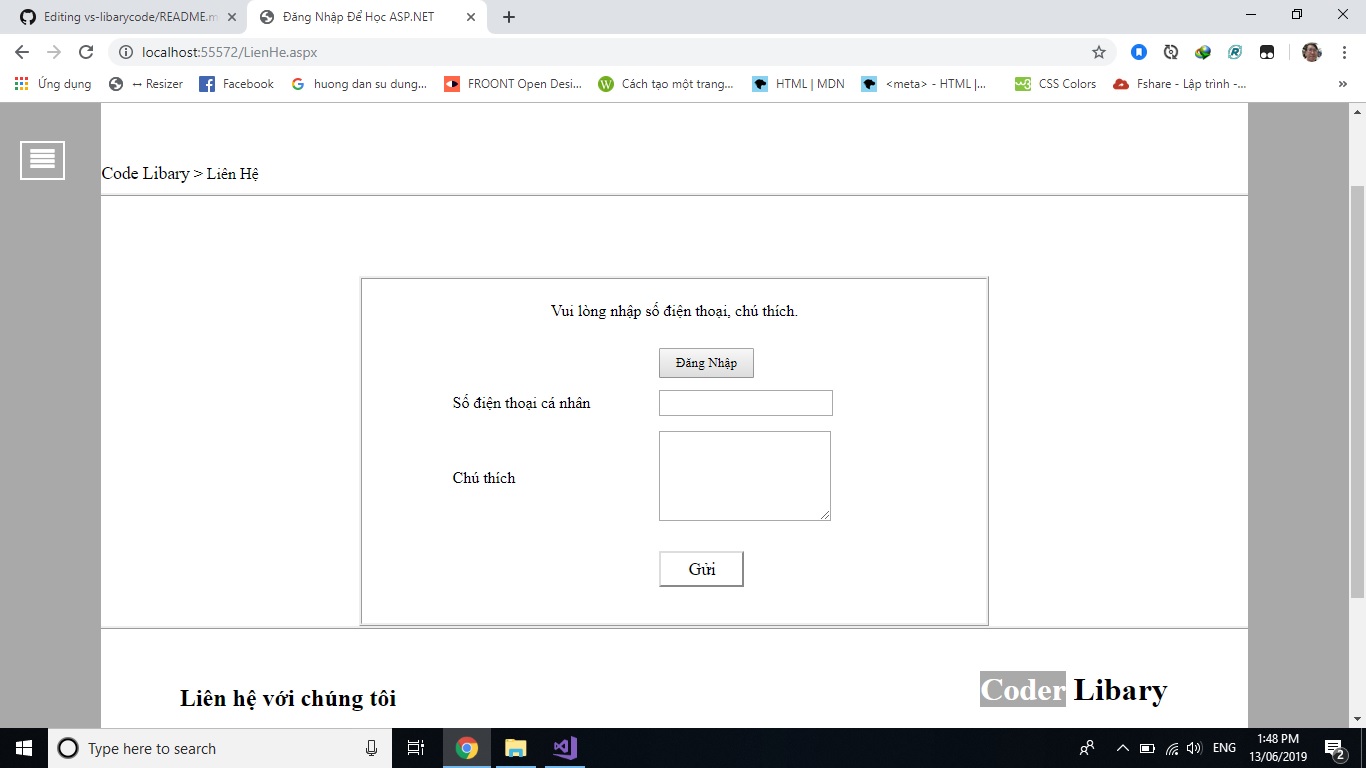 Editing vs-libarycode/README.m
Đăng Nhập Để Học ASP.NET
localhost:55572/LienHe.aspx
Ứng dụng
↔ Resizer
Facebook
huong dan su dung...
FROONT Open Desi...
Cách tạo một trang...
HTML | MDN
<meta> - HTML |...
CSS Colors
Fshare - Lập trình -...
»
Code Libary > Liên Hệ
Vui lòng nhập số điện thoại, chú thích.
Đăng Nhập
Số điện thoại cá nhân
Chú thích
Gửi
Liên hệ với chúng tôi
Coder Libary
Type here to search
ENG
1:48 PM
13/06/2019
2